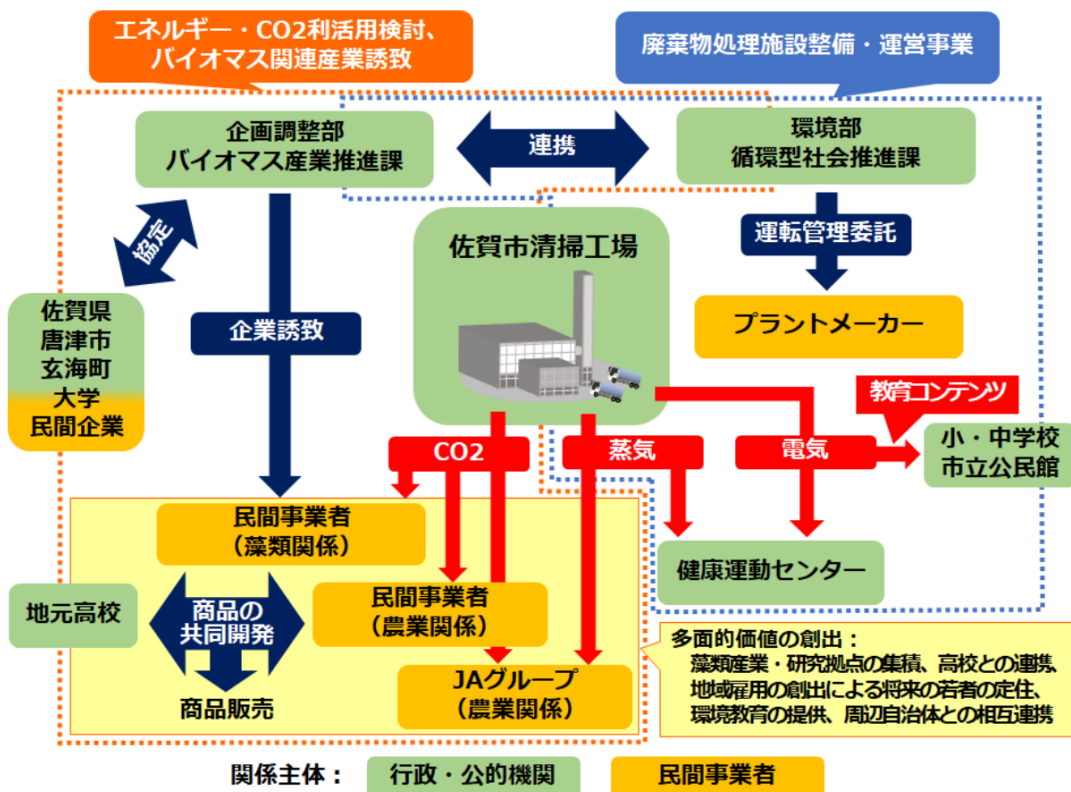 エネルギー・CO2利活用検討、
バイオマス関連産業誘致
廃棄物処理施設整備・運営事業
企画調整部
バイオマス産業推進課
連携
環境部
循環型社会推進課
協定
佐賀市清掃工場
運転管理委託
佐賀県
唐津市
玄海町
大学
民間企業
企業誘致
プラントメーカー
教育コンテンツ
CO2
蒸気
電気
小・中学校
市立公民館
民間事業者
（藻類関係）
健康運動センター
地元高校
商品の
共同開発
民間事業者
（農業関係）
商品販売
JAグループ
（農業関係）
多面的価値の創出：
藻類産業・研究拠点の集積、高校との連携、
地域雇用の創出による将来の若者の定住、
環境教育の提供、周辺自治体との相互連携
関係主体：
行政・公的機関
民間事業者